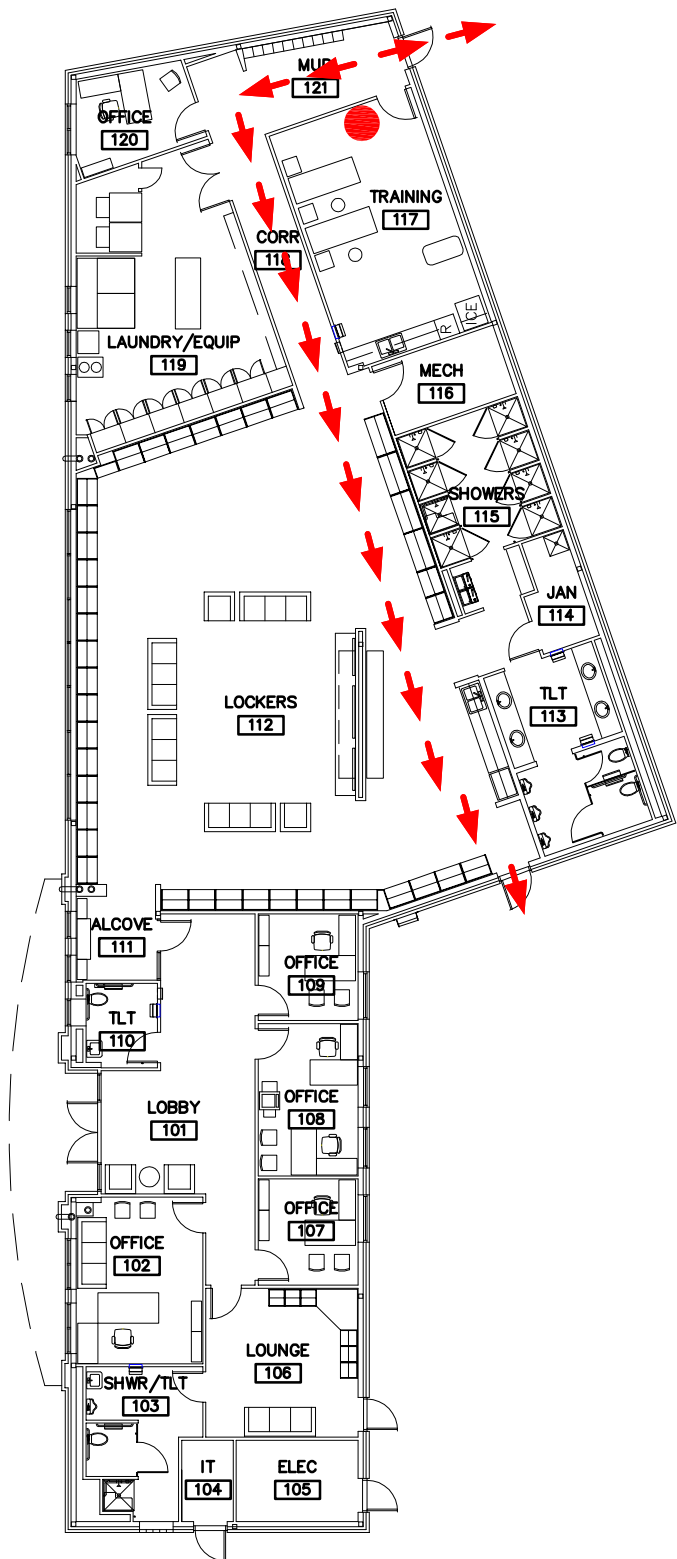 MUD
121
OFFICE
120
TRAINING
117
CORR
118
R
ICE
LAUNDRY/EQUIP
119
MECH
116
SHOWERS
115
JAN
114
LOCKERS
112
TLT
113
ALCOVE
111
OFFICE
109
TLT
110
LOBBY
101
OFFICE
108
OFFICE
107
OFFICE
102
LOUNGE
106
SHWR/TLT
103
IT
104
ELEC
105